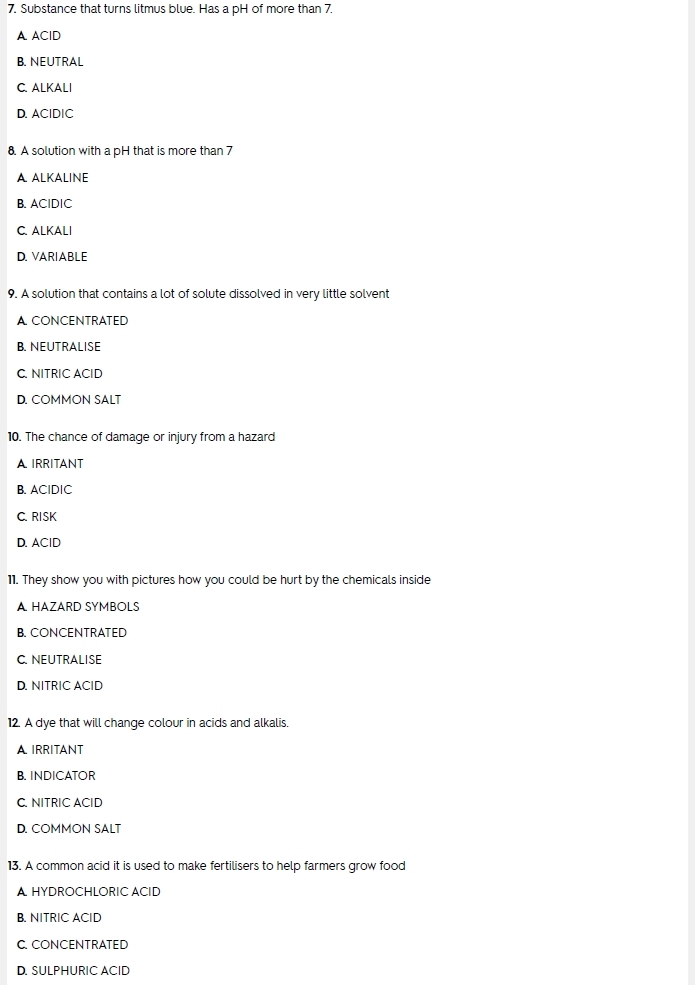 7. Substance that turns litmus blue. Has a pH of more than 7.
A. ACID
B. NEUTRAL
C. ALKALI
D. ACIDIC
8. A solution with a pH that is more than 7
A. ALKALINE
B. ACIDIC
C. ALKALI
D. VARIABLE
9. A solution that contains a lot of solute dissolved in very little solvent
A. CONCENTRATED
B. NEUTRALISE
C. NITRIC ACID
D. COMMON SALT
10. The chance of damage or injury from a hazard
A. IRRITANT
B. ACIDIC
C. RISK
D. ACID
11. They show you with pictures how you could be hurt by the chemicals inside
A. HAZARD SYMBOLS
B. CONCENTRATED
C. NEUTRALISE
D. NITRIC ACID
12. A dye that will change colour in acids and alkalis.
A. IRRITANT
B. INDICATOR
C. NITRIC ACID
D. COMMON SALT
13. A common acid it is used to make fertilisers to help farmers grow food
A. HYDROCHLORIC ACID
B. NITRIC ACID
C. CONCENTRATED
D. SULPHURIC ACID